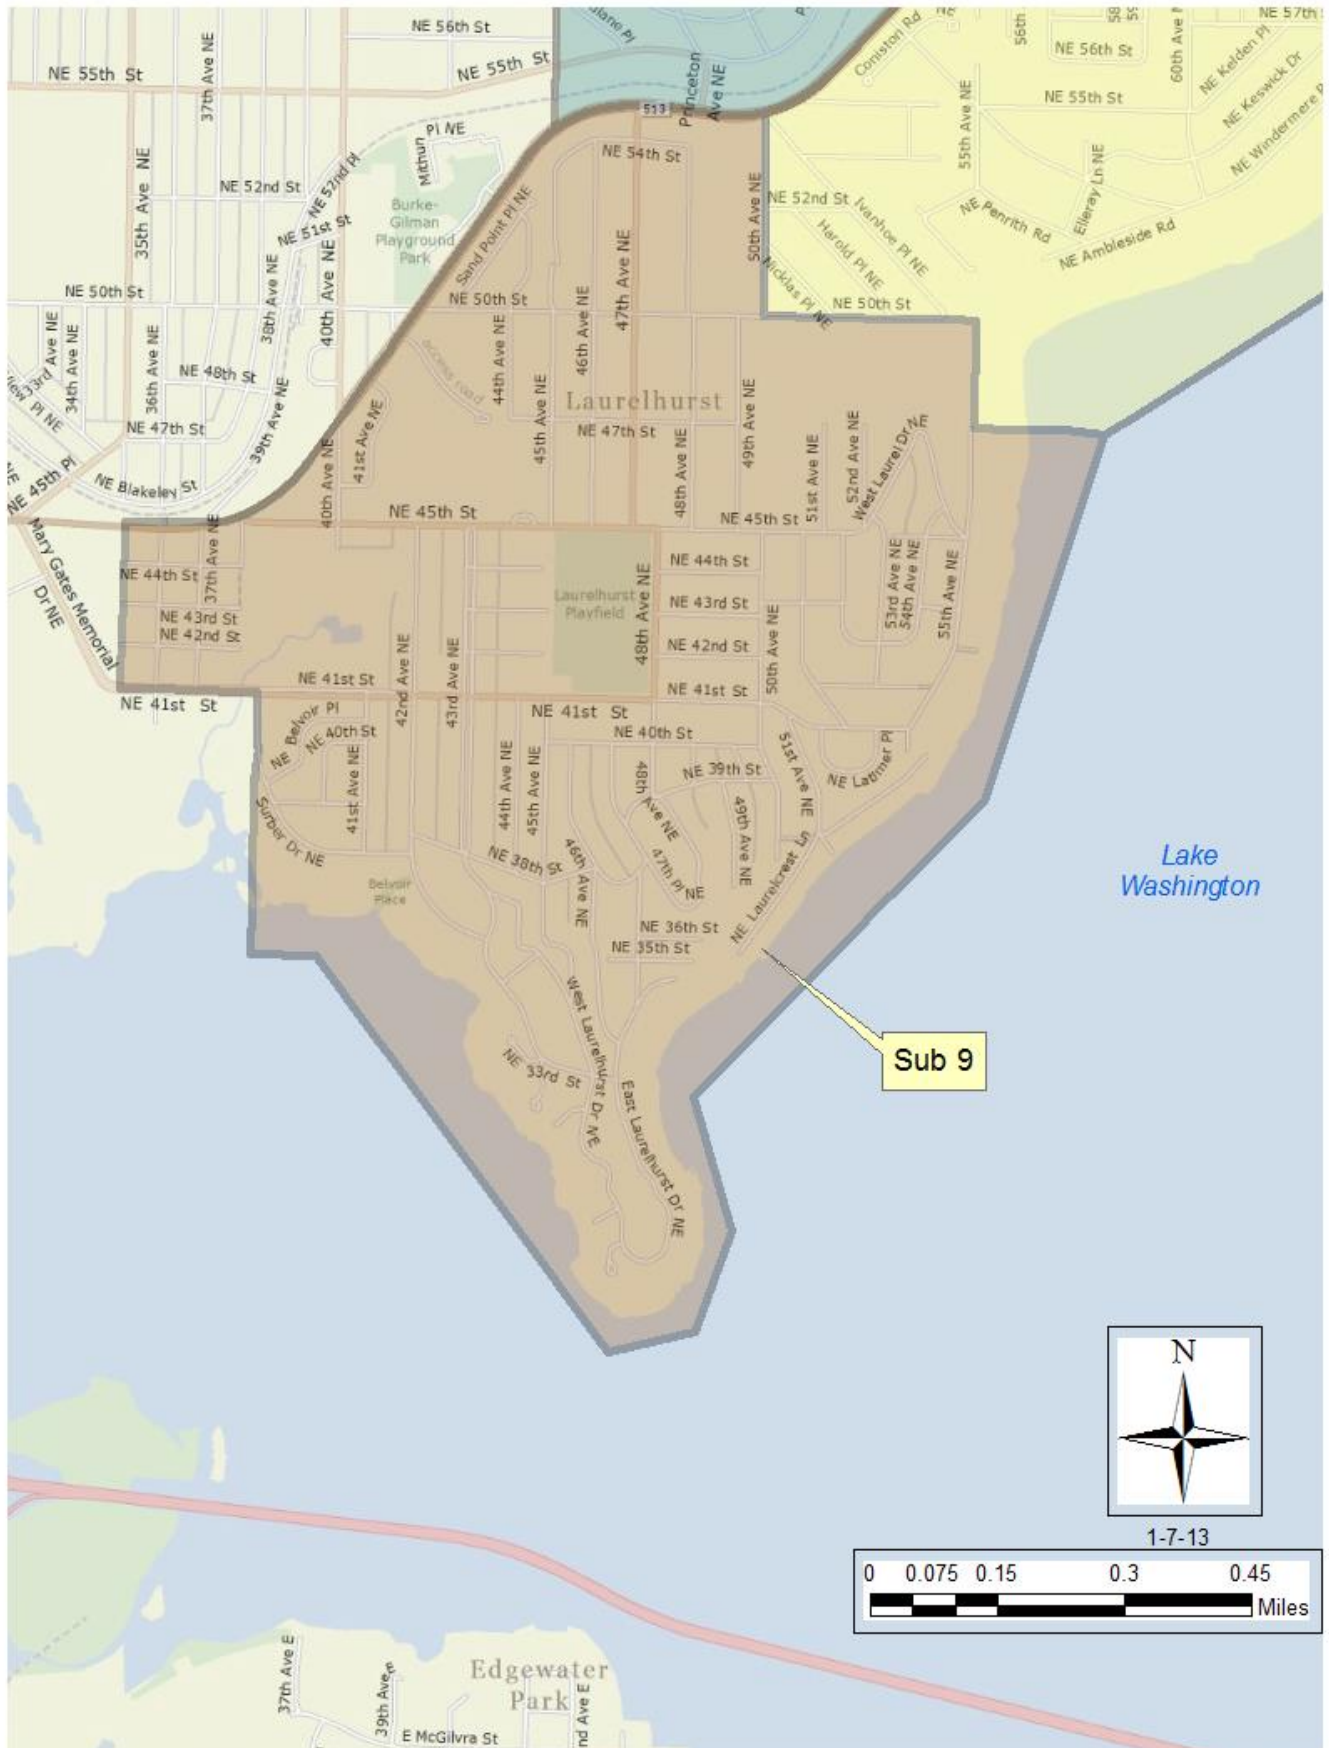 NE 56th St
NE 55th St
NE 55th St
37th Ave NE
Princeton
Ave NE
513
Coniston Rd
56th
NE 56th St
60th Ave
NE 57th
NE Kelden Pl
NE Keswick Dr
NE Windermere
NE 55th St
55th Ave NE
Elleray Ln NE
NE Penrith Rd
NE Ambleside Rd
Mithun
Pl NE
NE 54th St
35th Ave NE
NE 52nd St
NE 52nd Pl
NE 51st St
Burke-
Gilman
Playground
Park
Sand Point Pl NE
50th Ave NE
NE 52nd St
Ivanhoe Pl NE
Harold Pl NE
Nicklas Pl NE
NE 50th St
NE 50th St
NE 50th St
38th Ave NE
40th Ave NE
47th Ave NE
46th Ave NE
44th Ave NE
33rd Ave NE
34th Ave NE
36th Ave NE
NE 48th St
39th Ave NE
access road
Laurelhurst
NE 47th St
NE 47th St
View Pl NE
NE 45th Pl
NE
NE Blakeley St
40th Ave NE
41st Ave NE
45th Ave NE
48th Ave NE
49th Ave NE
51st Ave NE
52nd Ave NE
West Laurel Dr NE
NE 45th St
NE 45th St
Mary Gates Memorial
Dr NE
37th Ave NE
NE 44th St
NE 43rd St
NE 42nd St
NE 41st St
NE 41st St
Laurelhurst
Playfield
48th Ave NE
NE 44th St
NE 43rd St
NE 42nd St
NE 41st St
50th Ave NE
53rd Ave NE
54th Ave NE
55th Ave NE
42nd Ave NE
43rd Ave NE
NE 41st St
NE 40th St
NE Belvoir Pl
NE 40th St
41st Ave NE
Surber Dr NE
Belvoir
Place
44th Ave NE
45th Ave NE
NE 38th St
46th Ave NE
48th Ave NE
47th Pl NE
NE 39th St
49th Ave NE
51st Ave NE
NE Latimer Pl
NE Laurelcrest Ln
NE 36th St
NE 35th St
Lake
Washington
Sub 9
West Laurelhurst Dr NE
NE 33rd St
East Laurelhurst Dr NE
N
1-7-13
0 0.075 0.15 0.3 0.45
Miles
Edgewater
Park
37th Ave E
39th Ave E
nd Ave E
E McGilvra St